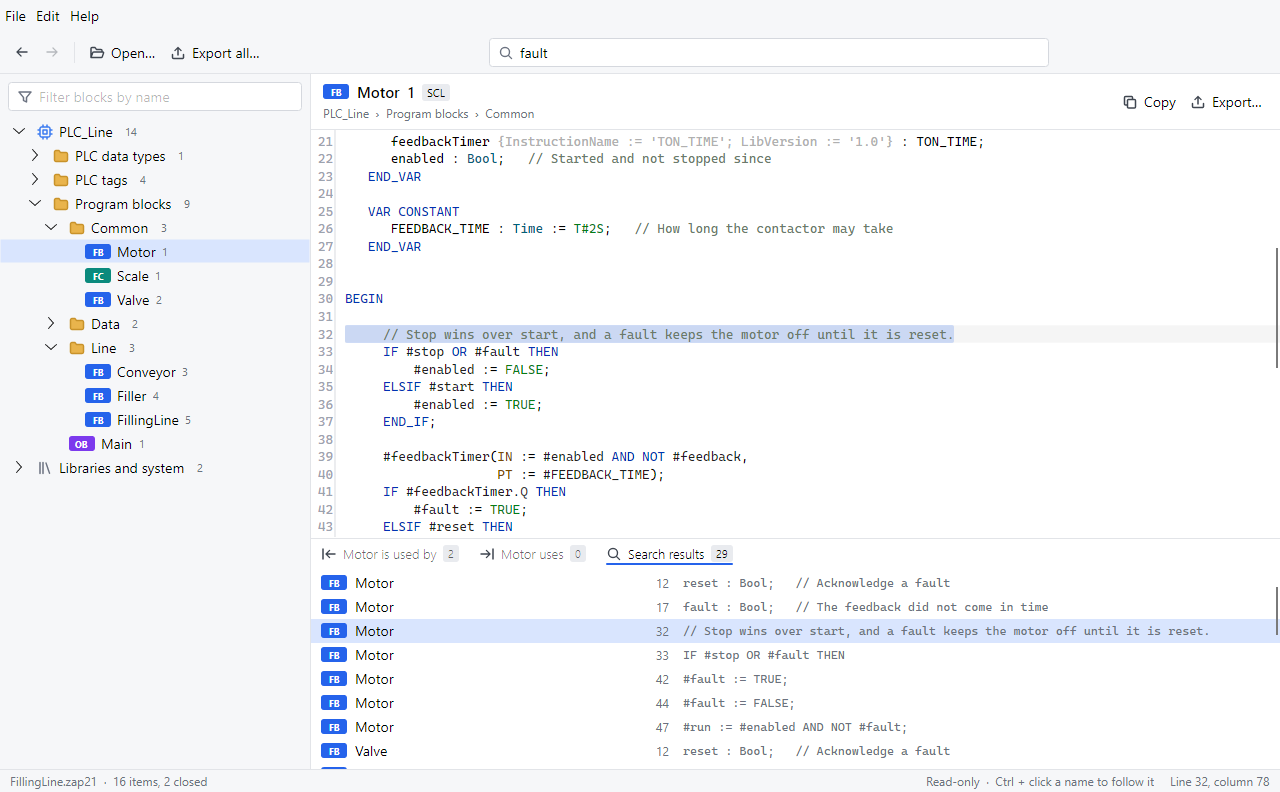 File Edit Help
Open... Export all... fault
Filter blocks by name
PLC_Line 14
PLC data types 1
PLC tags 4
Program blocks 9
Common 3
FB Motor 1
FC Scale 1
FB Valve 2
Data 2
Line 3
FB Conveyor 3
FB Filler 4
FB FillingLine 5
OB Main 1
Libraries and system 2
FB Motor 1 SCL
PLC_Line › Program blocks › Common
Copy Export...
21 feedbackTimer {InstructionName := 'TON_TIME'; LibVersion := '1.0'} : TON_TIME;
22 enabled : Bool; // Started and not stopped since
23 END_VAR
24
25 VAR CONSTANT
26 FEEDBACK_TIME : Time := T#2S; // How long the contactor may take
27 END_VAR
28
29
30 BEGIN
31
32 // Stop wins over start, and a fault keeps the motor off until it is reset.
33 IF #stop OR #fault THEN
34 #enabled := FALSE;
35 ELSIF #start THEN
36 #enabled := TRUE;
37 END_IF;
38
39 #feedbackTimer(IN := #enabled AND NOT #feedback,
40 PT := #FEEDBACK_TIME);
41 IF #feedbackTimer.Q THEN
42 #fault := TRUE;
43 ELSIF #reset THEN
Motor is used by 2 Motor uses 0 Search results 29
FB Motor 12 reset : Bool; // Acknowledge a fault
FB Motor 17 fault : Bool; // The feedback did not come in time
FB Motor 32 // Stop wins over start, and a fault keeps the motor off until it is reset.
FB Motor 33 IF #stop OR #fault THEN
FB Motor 42 #fault := TRUE;
FB Motor 44 #fault := FALSE;
FB Motor 47 #run := #enabled AND NOT #fault;
FB Valve 12 reset : Bool; // Acknowledge a fault
FillingLine.zap21 · 16 items, 2 closed
Read-only · Ctrl + click a name to follow it Line 32, column 78